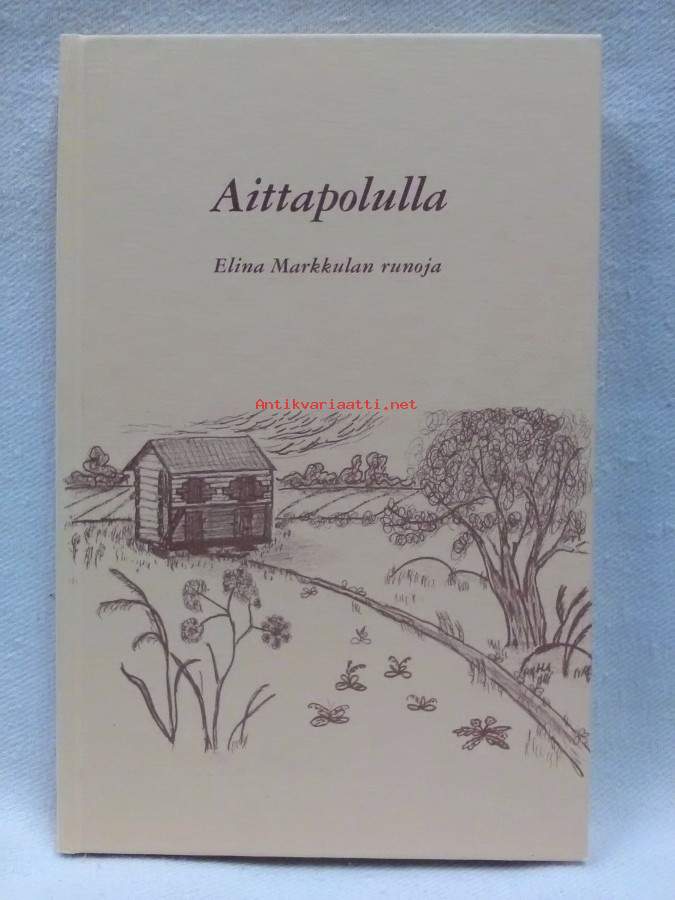 Aittapolulla
Elina Markkulan runoja
Antikvariaatti.net